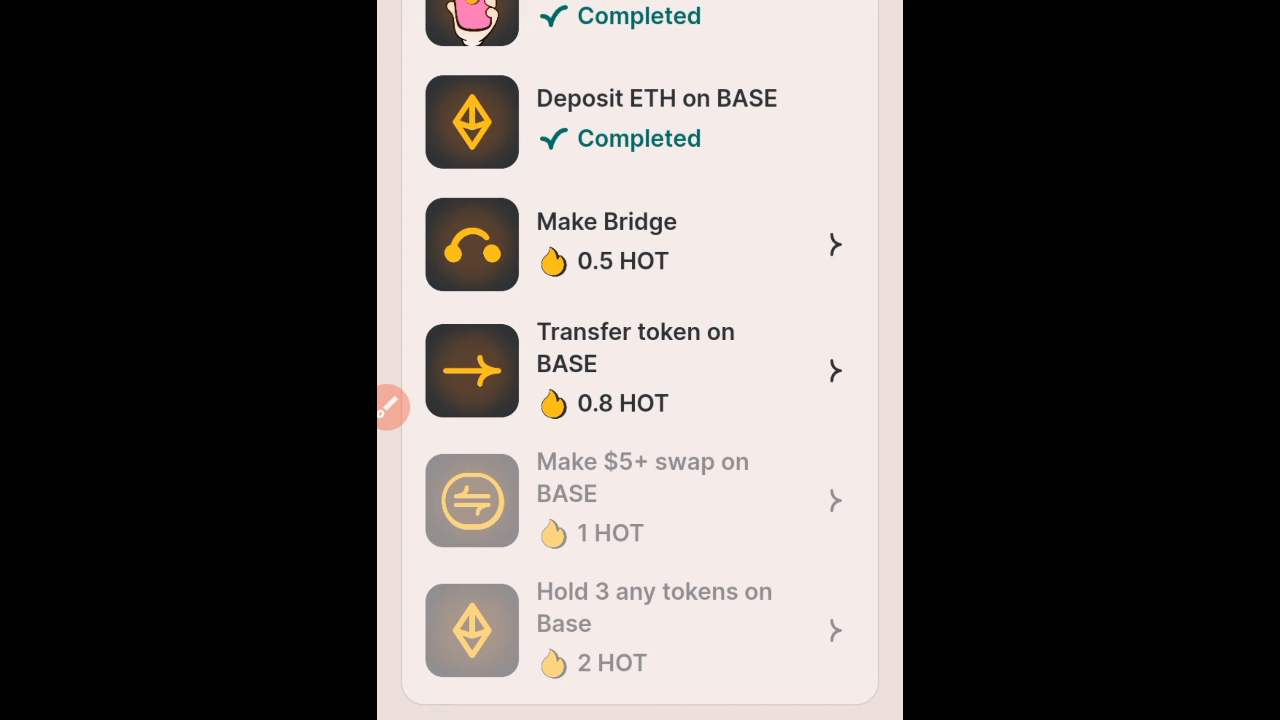 Completed
Deposit ETH on BASE
Completed
Make Bridge
0.5 HOT
Transfer token on
BASE
0.8 HOT
Make $5+ swap on
BASE
1 HOT
Hold 3 any tokens on
Base
2 HOT